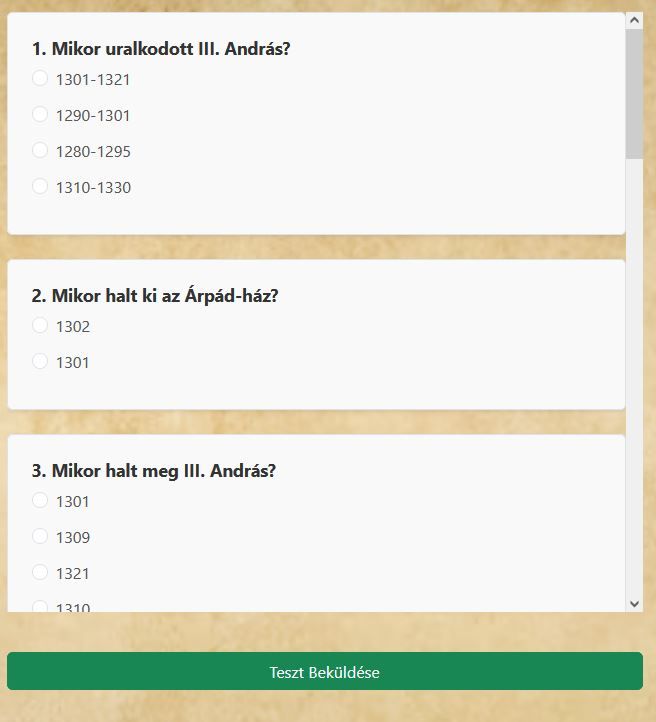 1. Mikor uralkodott III. András?
1301-1321
1290-1301
1280-1295
1310-1330
2. Mikor halt ki az Árpád-ház?
1302
1301
3. Mikor halt meg III. András?
1301
1309
1321
1310
Teszt Beküldése